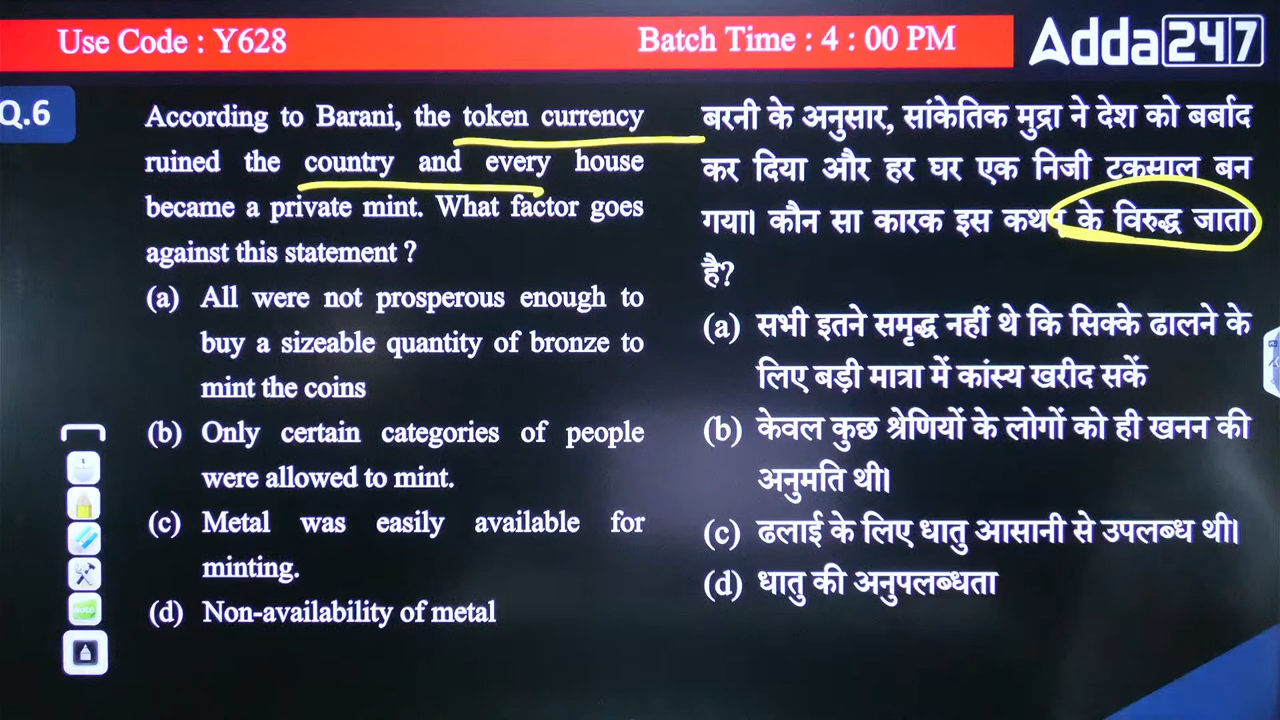 Use Code : Y628
Batch Time : 4 : 00 PM
Adda247
Q.6
According to Barani, the token currency
ruined the country and every house
became a private mint. What factor goes
against this statement ?
(a) All were not prosperous enough to
buy a sizeable quantity of bronze to
mint the coins
(b) Only certain categories of people
were allowed to mint.
(c) Metal was easily available for
minting.
(d) Non-availability of metal
बरनी के अनुसार, सांकेतिक मुद्रा ने देश को बर्बाद
कर दिया और हर घर एक निजी टकसाल बन
गया। कौन सा कारक इस कथन के विरुद्ध जाता
है?
(a) सभी इतने समृद्ध नहीं थे कि सिक्के ढालने के
लिए बड़ी मात्रा में कांस्य खरीद सकें
(b) केवल कुछ श्रेणियों के लोगों को ही खनन की
अनुमति थी।
(c) ढलाई के लिए धातु आसानी से उपलब्ध थी।
(d) धातु की अनुपलब्धता